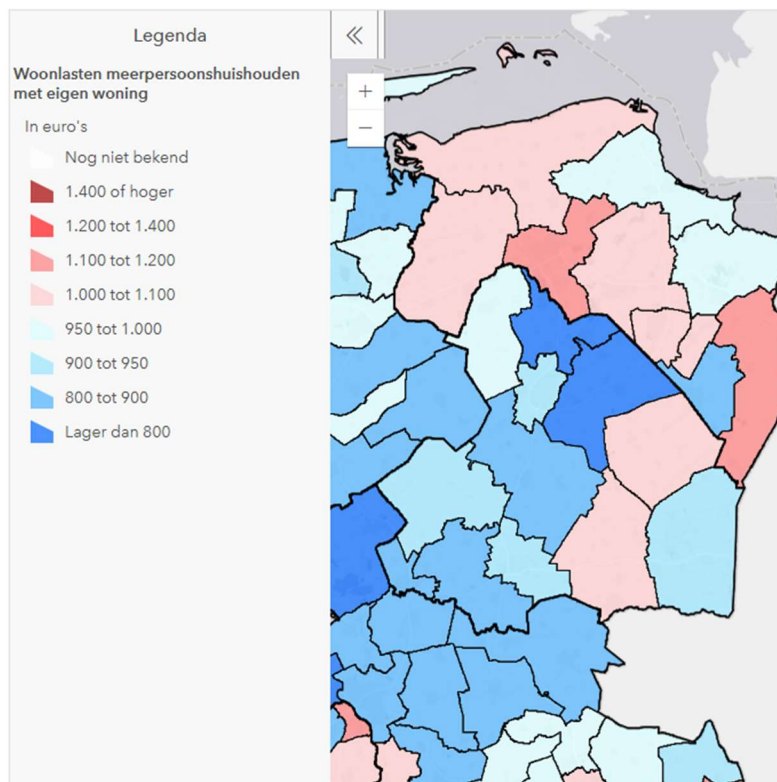 Legenda
Woonlasten meerpersoonshuishouden
met eigen woning
In euro's
Nog niet bekend
1.400 of hoger
1.200 tot 1.400
1.100 tot 1.200
1.000 tot 1.100
950 tot 1.000
900 tot 950
800 tot 900
Lager dan 800